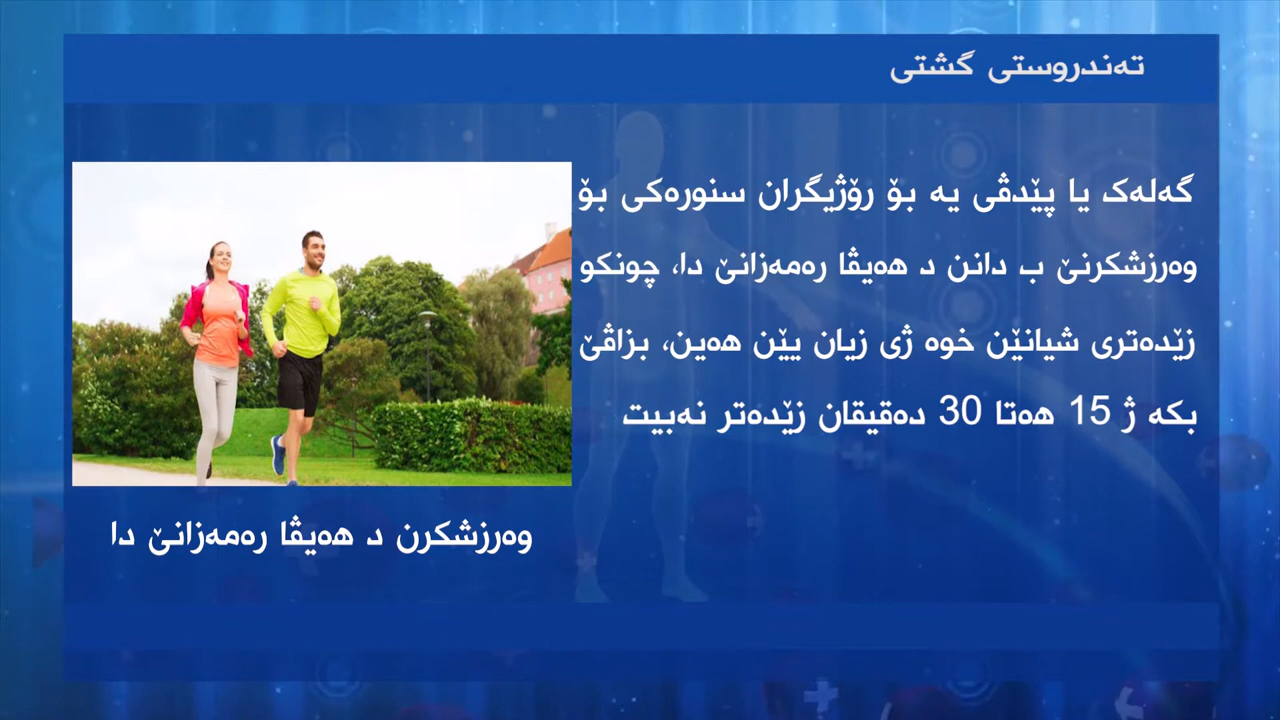 تەندروستی گشتی
گەلەک یا پێدڤی یە بۆ رۆژیگران سنورەکی بۆ
وەرزشکرنێ ب دانن د هەیڤا رەمەزانێ دا، چونکو
زێدەتری شیانێن خوە ژی زیان یێن هەین، بزاڤێ
بکە ژ 15 هەتا 30 دەقیقان زێدەتر نەبیت
وەرزشکرن د هەیڤا رەمەزانێ دا